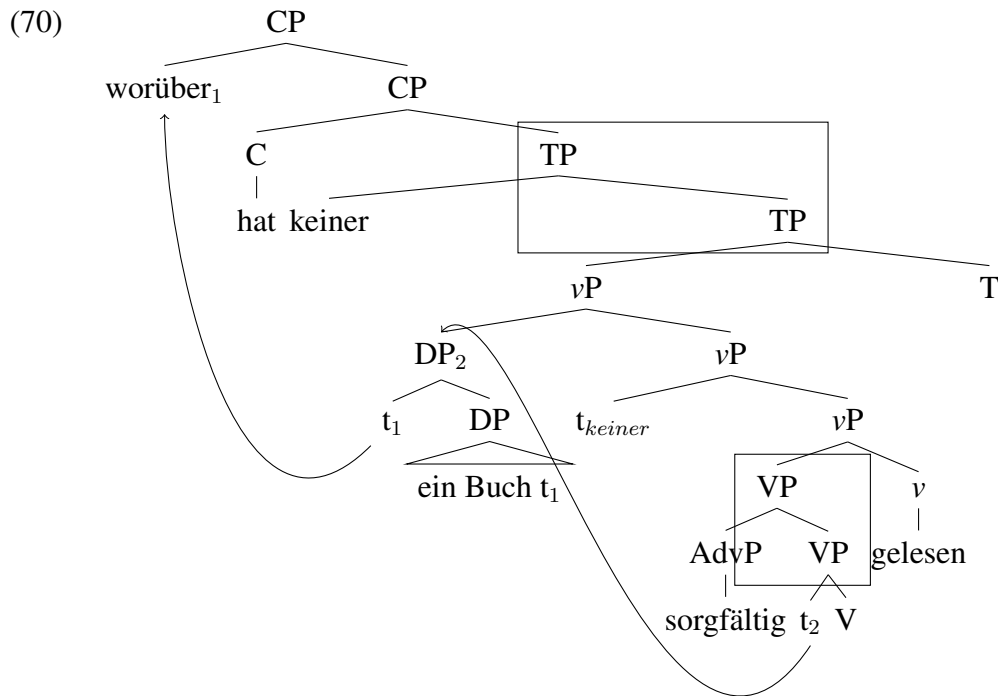 (70) CP
worüber₁ CP
C TP
hat keiner TP
vP T
DP₂ vP
t₁ DP t_keiner vP
ein Buch t₁ VP v
AdvP VP gelesen
sorgfältig t₂ V